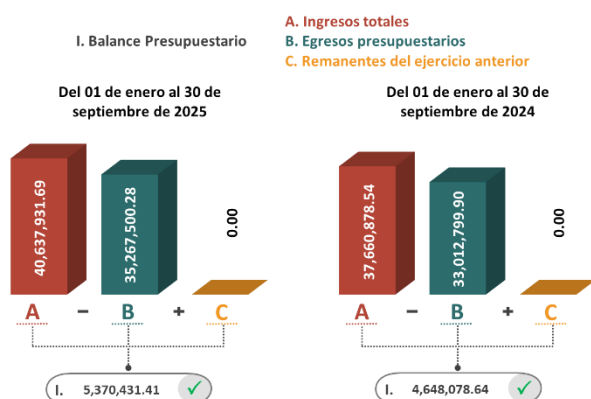 I. Balance Presupuestario
A. Ingresos totales
B. Egresos presupuestarios
C. Remanentes del ejercicio anterior
Del 01 de enero al 30 de
septiembre de 2025
40,637,931.69
35,267,500.28
0.00
A - B + C
I. 5,370,431.41 ✓
Del 01 de enero al 30 de
septiembre de 2024
37,660,878.54
33,012,799.90
0.00
A - B + C
I. 4,648,078.64 ✓